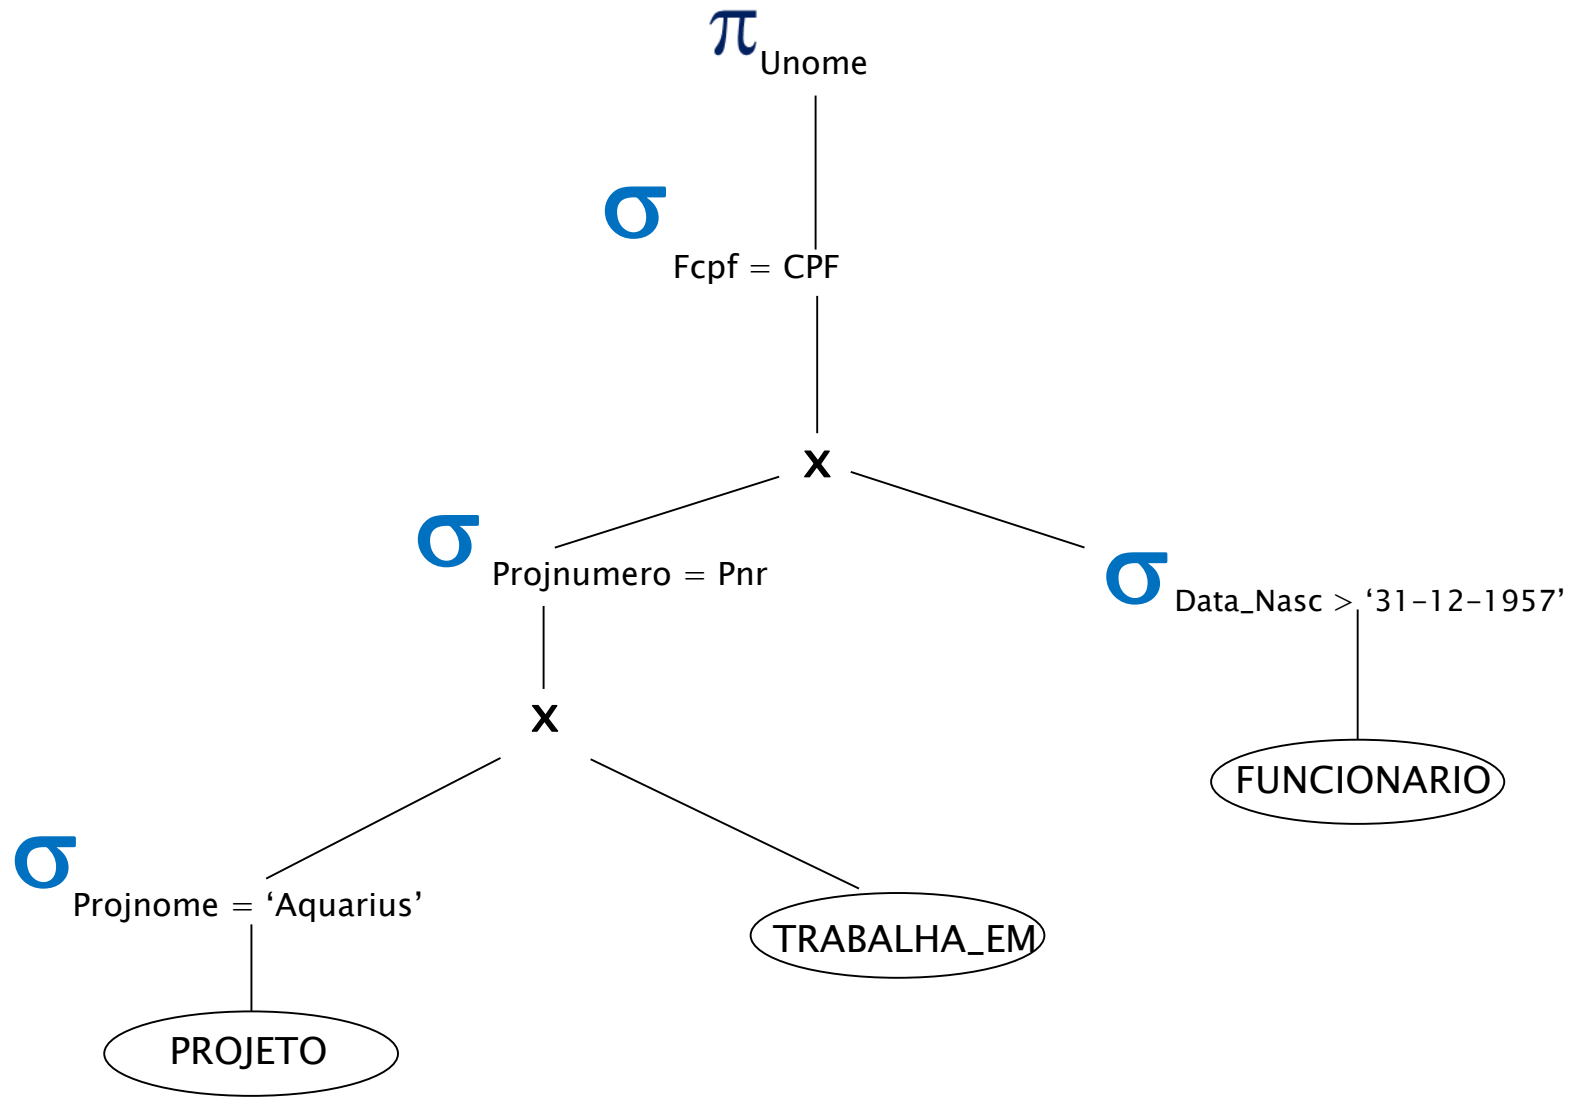 π Unome
σ Fcpf = CPF
x
σ Projnumero = Pnr
σ Data_Nasc > ‘31-12-1957’
x
FUNCIONARIO
σ Projnome = ‘Aquarius’
TRABALHA_EM
PROJETO